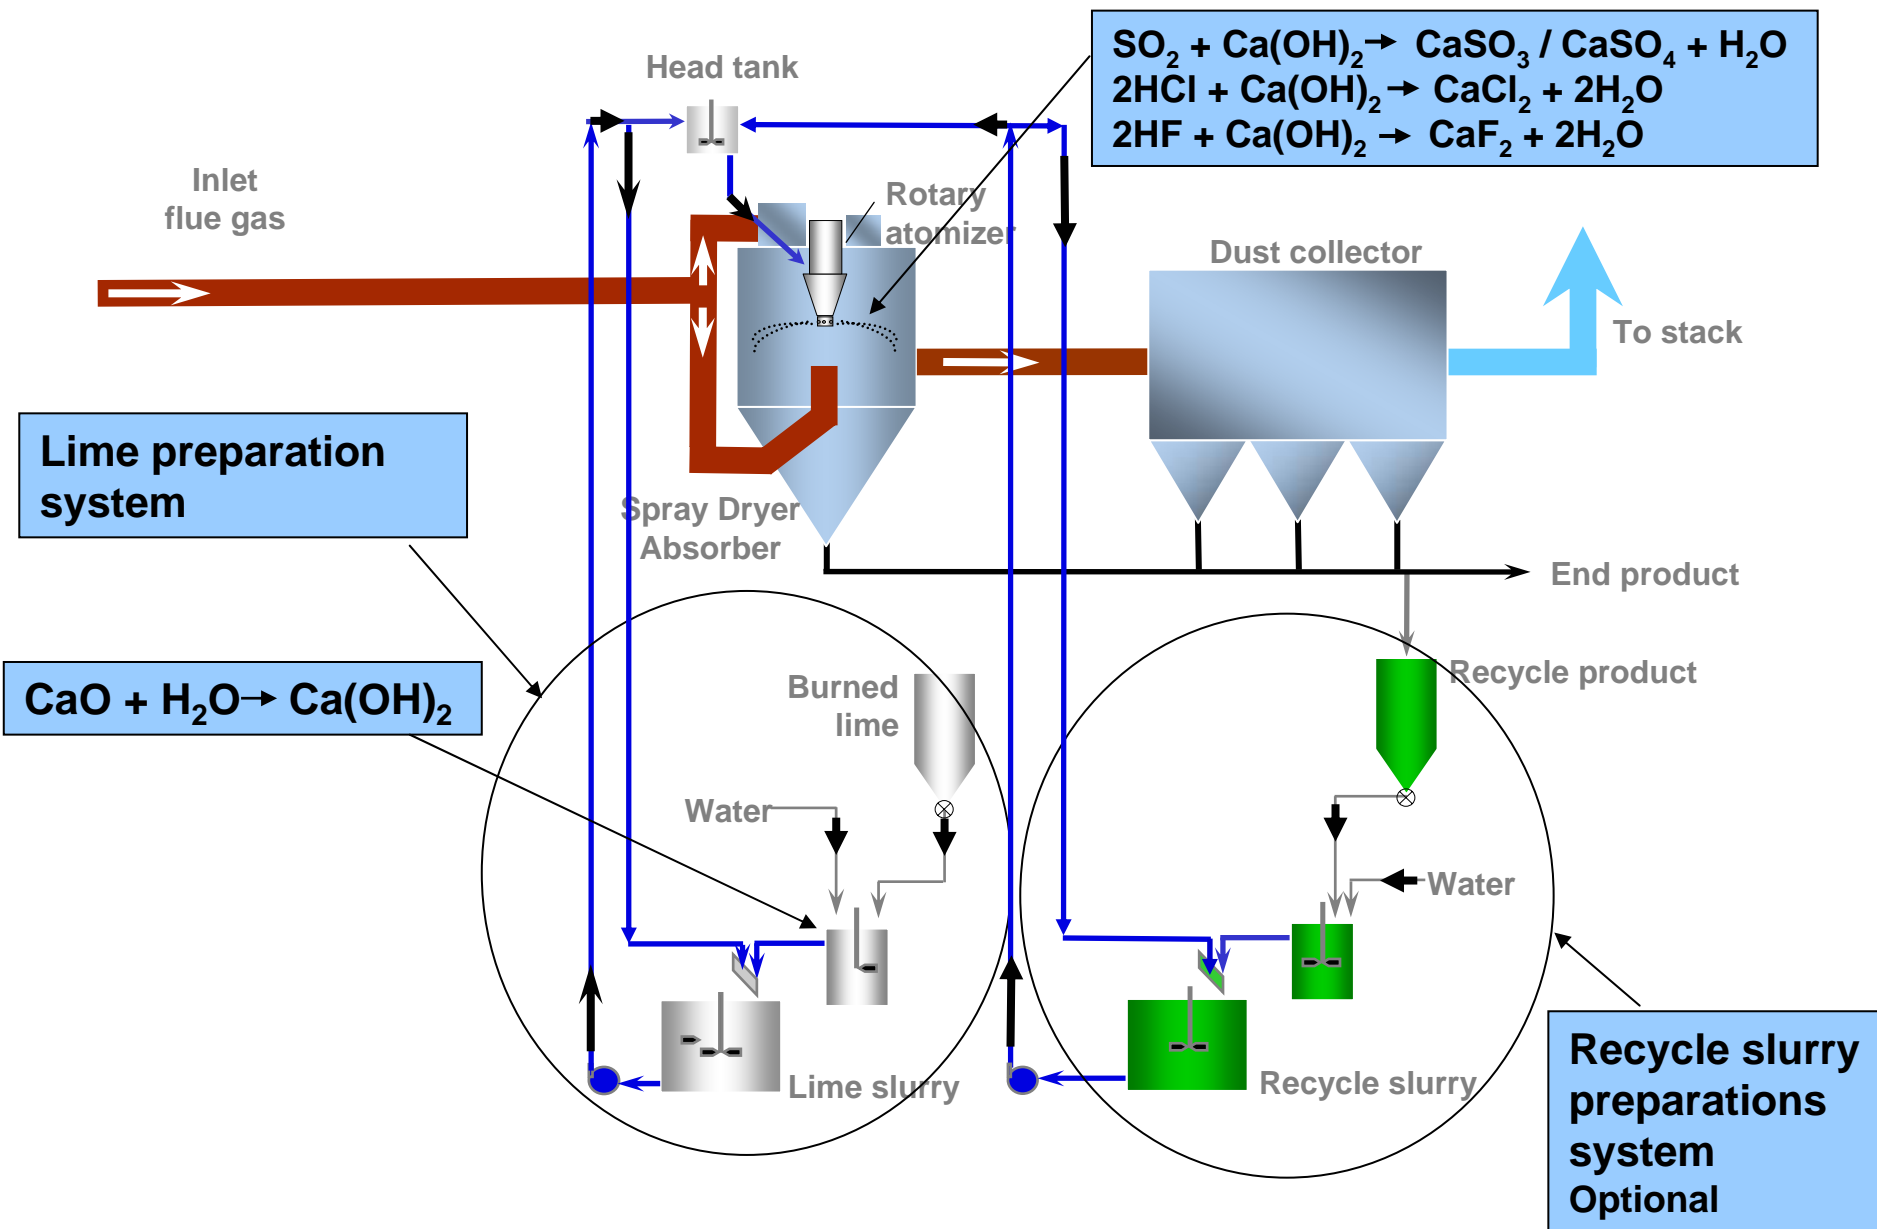 SO2 + Ca(OH)2→ CaSO3 / CaSO4 + H2O
2HCl + Ca(OH)2→ CaCl2 + 2H2O
2HF + Ca(OH)2 → CaF2 + 2H2O
Head tank
Inlet
flue gas
Rotary
atomizer
Dust collector
To stack
Lime preparation
system
Spray Dryer
Absorber
End product
CaO + H2O→ Ca(OH)2
Burned
lime
Recycle product
Water
Water
Lime slurry
Recycle slurry
Recycle slurry
preparations
system
Optional